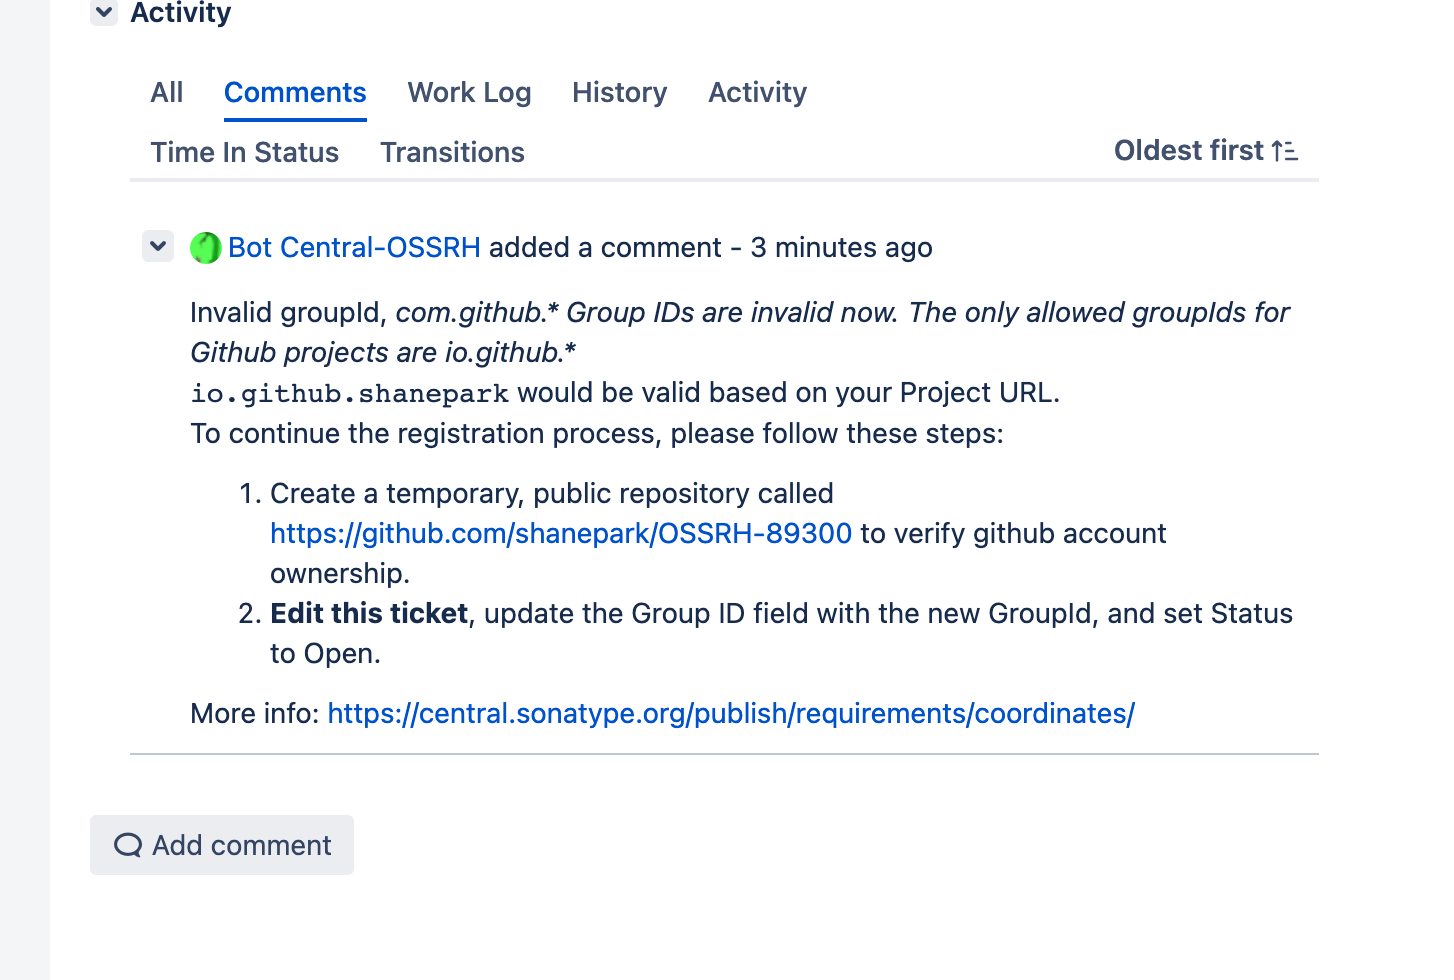 Activity
All Comments Work Log History Activity
Time In Status Transitions Oldest first
Bot Central-OSSRH added a comment - 3 minutes ago
Invalid groupId, com.github.* Group IDs are invalid now. The only allowed groupIds for
Github projects are io.github.*
io.github.shanepark would be valid based on your Project URL.
To continue the registration process, please follow these steps:
1. Create a temporary, public repository called
https://github.com/shanepark/OSSRH-89300 to verify github account
ownership.
2. Edit this ticket, update the Group ID field with the new GroupId, and set Status
to Open.
More info: https://central.sonatype.org/publish/requirements/coordinates/
Add comment